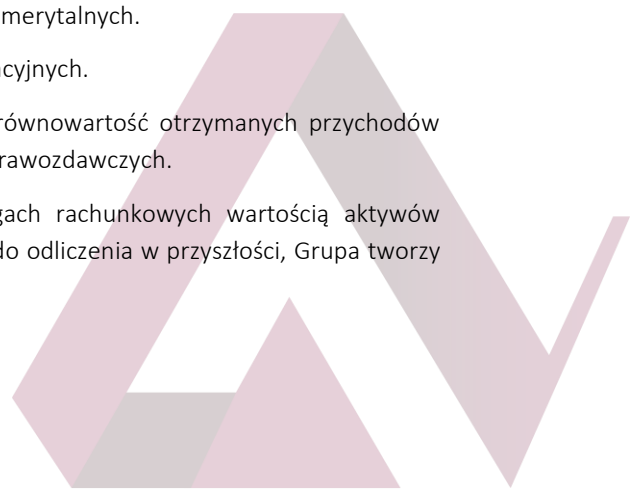 merytalnych.
cyjnych.
równowartość otrzymanych przychodów
rawozdawczych.
gach rachunkowych wartością aktywów
do odliczenia w przyszłości, Grupa tworzy